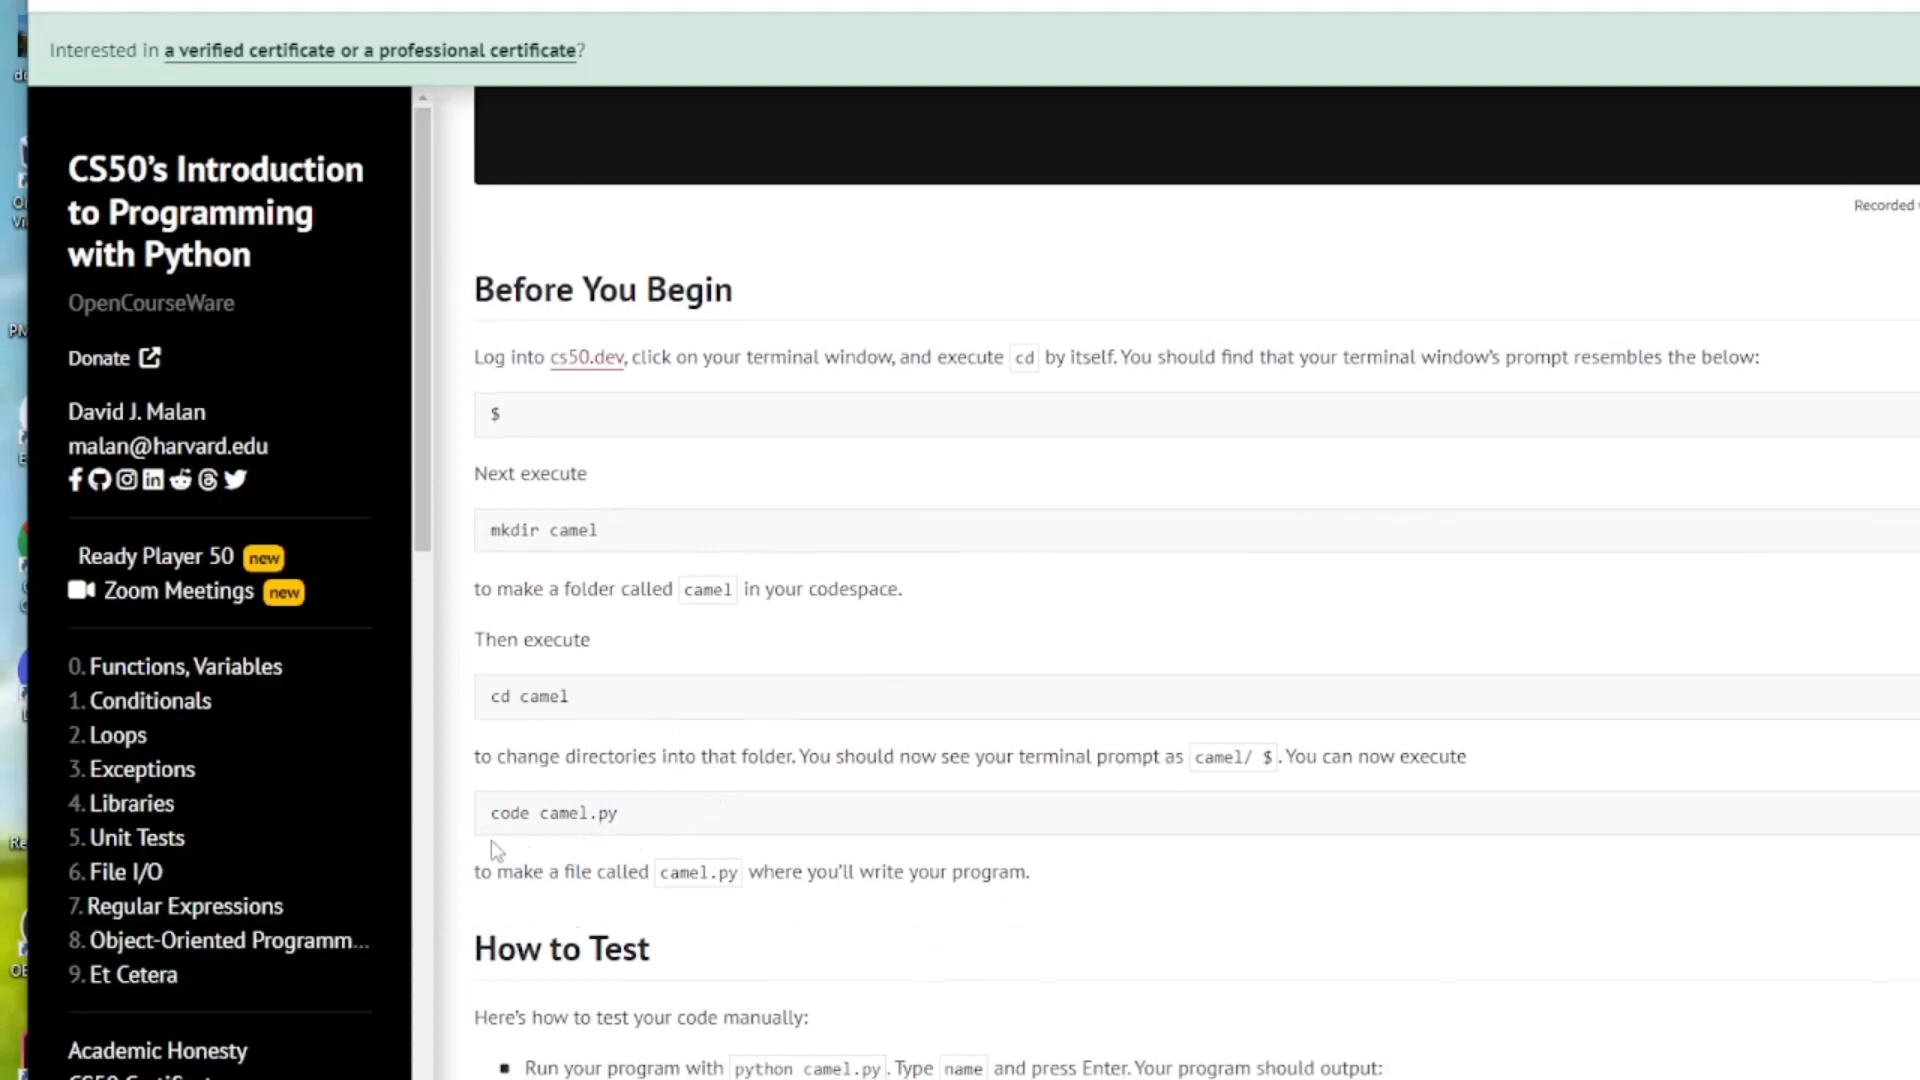 Interested in a verified certificate or a professional certificate?
CS50's Introduction
to Programming
with Python
OpenCourseWare
Donate
David J. Malan
malan@harvard.edu
Ready Player 50 new
Zoom Meetings new
0. Functions, Variables
1. Conditionals
2. Loops
3. Exceptions
4. Libraries
5. Unit Tests
6. File I/O
7. Regular Expressions
8. Object-Oriented Programm...
9. Et Cetera
Academic Honesty
Recorded
Before You Begin
Log into cs50.dev, click on your terminal window, and execute cd by itself. You should find that your terminal window's prompt resembles the below:
$
Next execute
mkdir camel
to make a folder called camel in your codespace.
Then execute
cd camel
to change directories into that folder. You should now see your terminal prompt as camel/ $. You can now execute
code camel.py
to make a file called camel.py where you'll write your program.
How to Test
Here's how to test your code manually:
Run your program with python camel.py. Type name and press Enter. Your program should output: